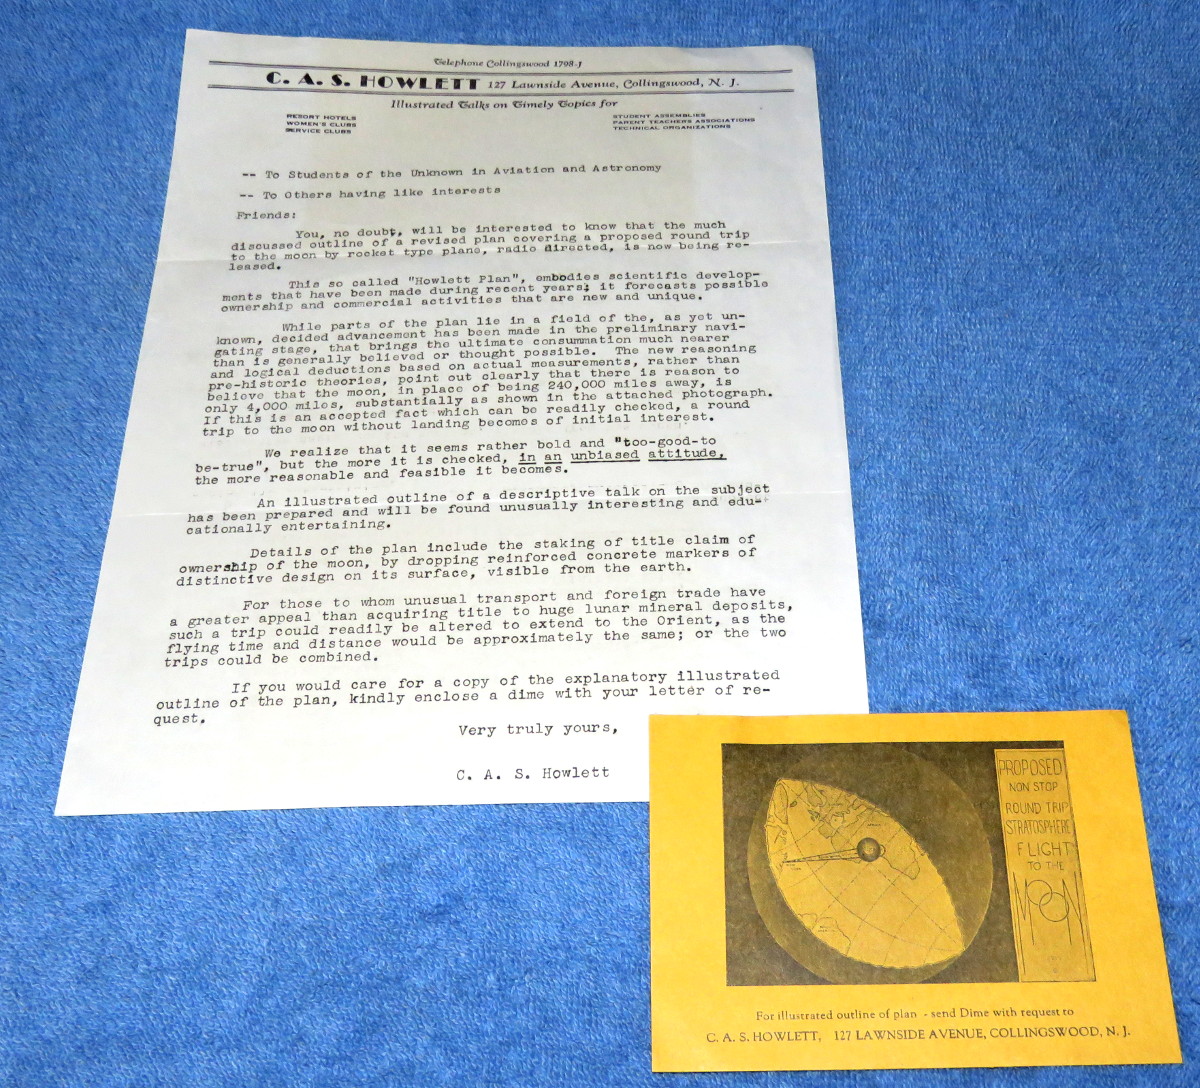 Telephone Collingswood 1798-J
C. A. S. HOWLETT 127 Lawnside Avenue, Collingswood, N. J.
Illustrated Talks on Timely Topics for
RESORT HOTELS
WOMEN'S CLUBS
SERVICE CLUBS
STUDENT ASSEMBLIES
PARENT TEACHERS ASSOCIATIONS
TECHNICAL ORGANIZATIONS
-- To Students of the Unknown in Aviation and Astronomy
-- To Others having like interests
Friends:
You, no doubt, will be interested to know that the much
discussed outline of a revised plan covering a proposed round trip
to the moon by rocket type plane, radio directed, is now being re-
leased.
This so called "Howlett Plan", embodies scientific develop-
ments that have been made during recent years; it forecasts possible
ownership and commercial activities that are new and unique.
While parts of the plan lie in a field of the, as yet un-
known, decided advancement has been made in the preliminary navi-
gating stage, that brings the ultimate consummation much nearer
than is generally believed or thought possible. The new reasoning
and logical deductions based on actual measurements, rather than
pre-historic theories, point out clearly that there is reason to
believe that the moon, in place of being 240,000 miles away, is
only 4,000 miles, substantially as shown in the attached photograph.
If this is an accepted fact which can be readily checked, a round
trip to the moon without landing becomes of initial interest.
We realize that it seems rather bold and "too-good-to
be-true", but the more it is checked, in an unbiased attitude,
the more reasonable and feasible it becomes.
An illustrated outline of a descriptive talk on the subject
has been prepared and will be found unusually interesting and edu-
cationally entertaining.
Details of the plan include the staking of title claim of
ownership of the moon, by dropping reinforced concrete markers of
distinctive design on its surface, visible from the earth.
For those to whom unusual transport and foreign trade have
a greater appeal than acquiring title to huge lunar mineral deposits,
such a trip could readily be altered to extend to the Orient, as the
flying time and distance would be approximately the same; or the two
trips could be combined.
If you would care for a copy of the explanatory illustrated
outline of the plan, kindly enclose a dime with your letter of re-
quest.
Very truly yours,
C. A. S. Howlett
PROPOSED
NON STOP
ROUND TRIP
STRATOSPHERE
FLIGHT
TO THE
MOON
For illustrated outline of plan - send Dime with request to
C. A. S. HOWLETT, 127 LAWNSIDE AVENUE, COLLINGSWOOD, N. J.